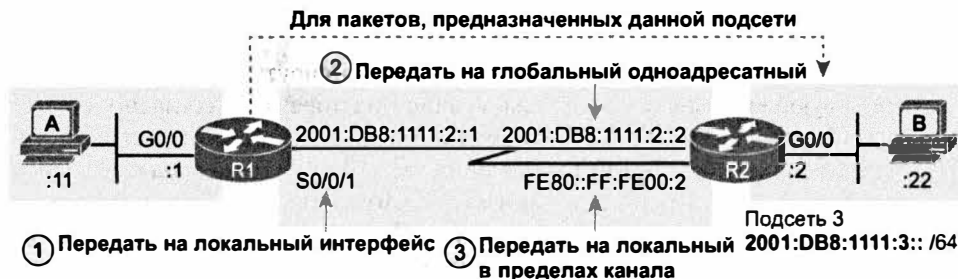 Для пакетов, предназначенных данной подсети
② Передать на глобальный одноадресатный
A
B
G0/0
2001:DB8:1111:2::1
2001:DB8:1111:2::2
G0/0
:11
:1
R1
S0/0/1
FE80::FF:FE00:2
R2
:2
:22
① Передать на локальный интерфейс
③ Передать на локальный в пределах канала
Подсеть 3
2001:DB8:1111:3:: /64